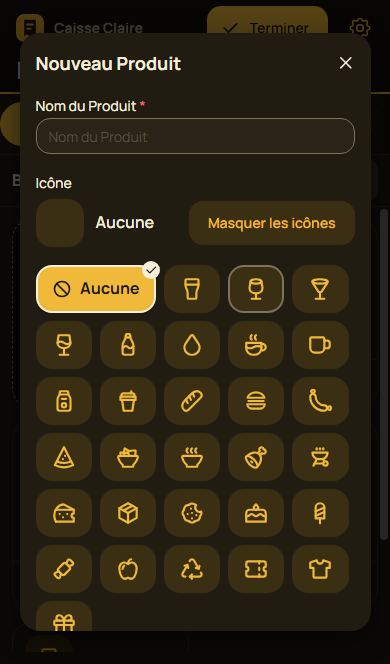 Caisse Claire
Terminer
Nouveau Produit
Nom du Produit *
Nom du Produit
Icône
Aucune
Masquer les icônes
Aucune